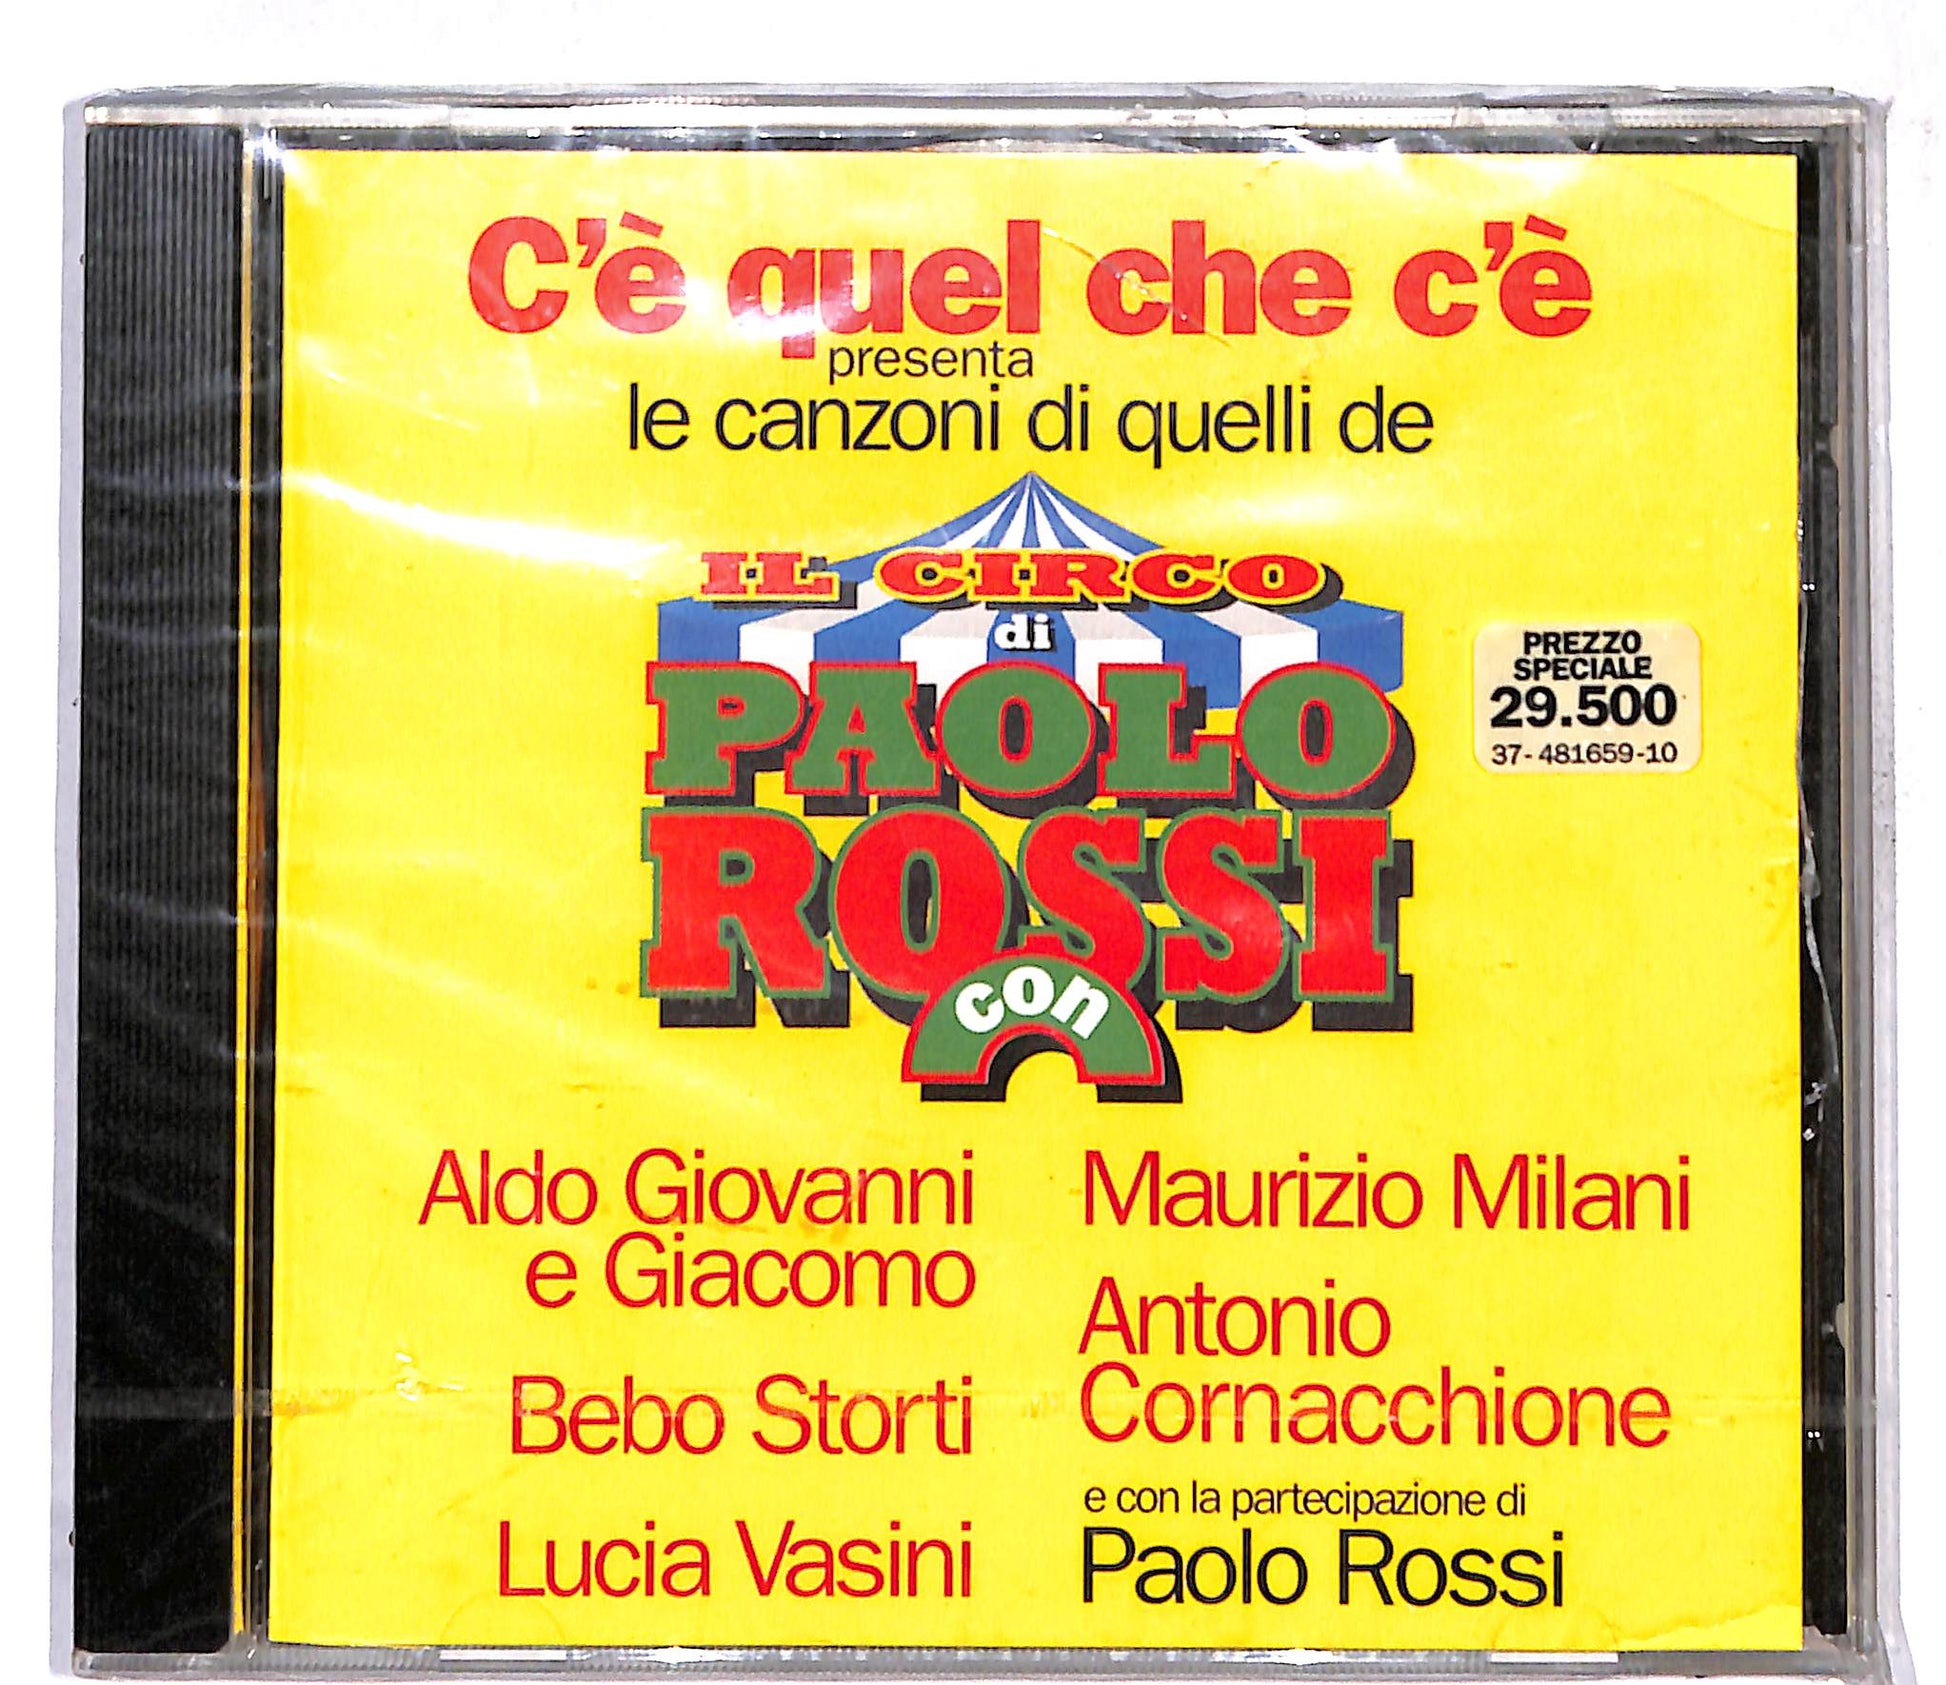 C'è quel che c'è
presenta
le canzoni di quelli de
IL CIRCO
di
PAOLO
ROSSI
con
PREZZO
SPECIALE
29.500
37-481659-10
Aldo Giovanni
e Giacomo
Bebo Storti
Lucia Vasini
Maurizio Milani
Antonio
Cornacchione
e con la partecipazione di
Paolo Rossi